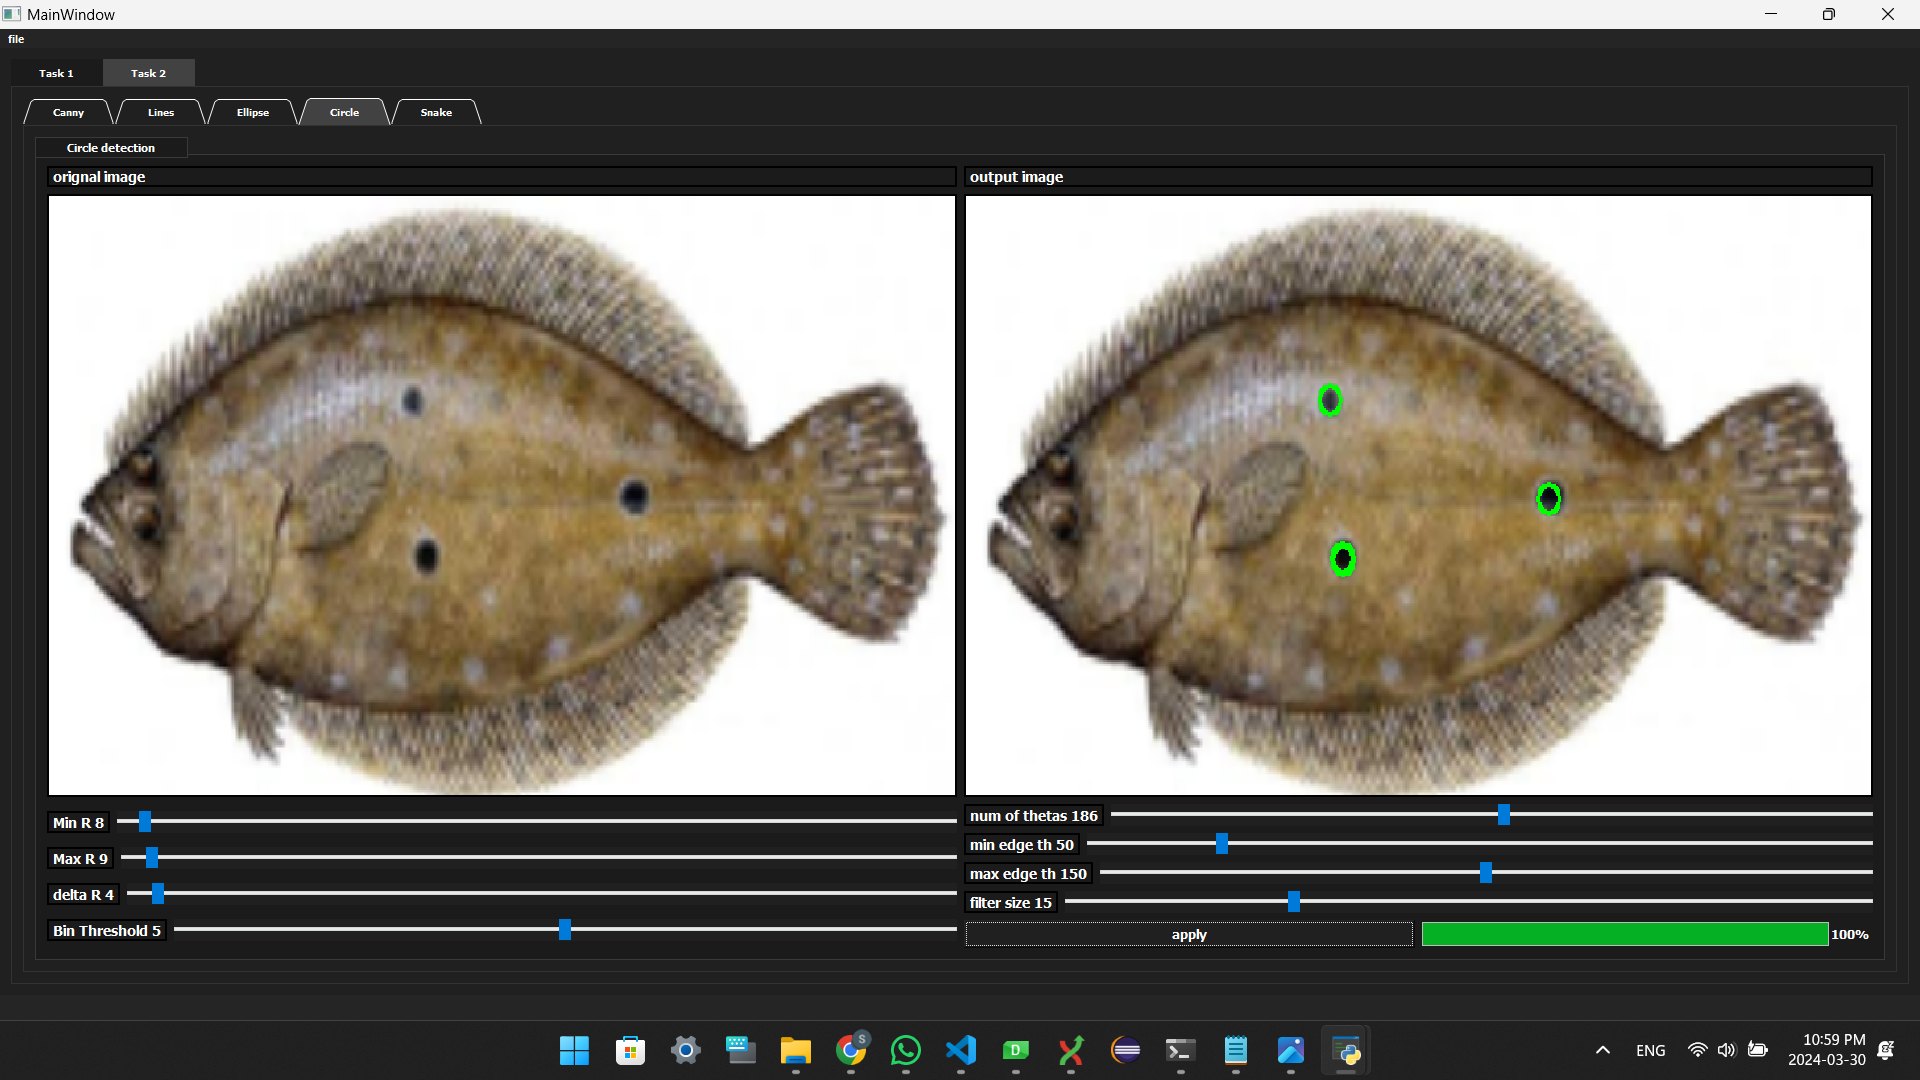 MainWindow
file
Task 1
Task 2
Canny
Lines
Ellipse
Circle
Snake
Circle detection
orignal image
output image
Min R 8
Max R 9
delta R 4
Bin Threshold 5
num of thetas 186
min edge th 50
max edge th 150
filter size 15
apply
100%
S
D
ENG
10:59 PM
2024-03-30